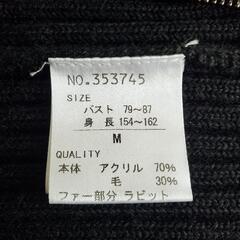 NO.353745
SIZE
バスト 79~87
身 長 154~162
M
QUALITY
本体 アクリル 70%
毛 30%
ファー部分 ラビット